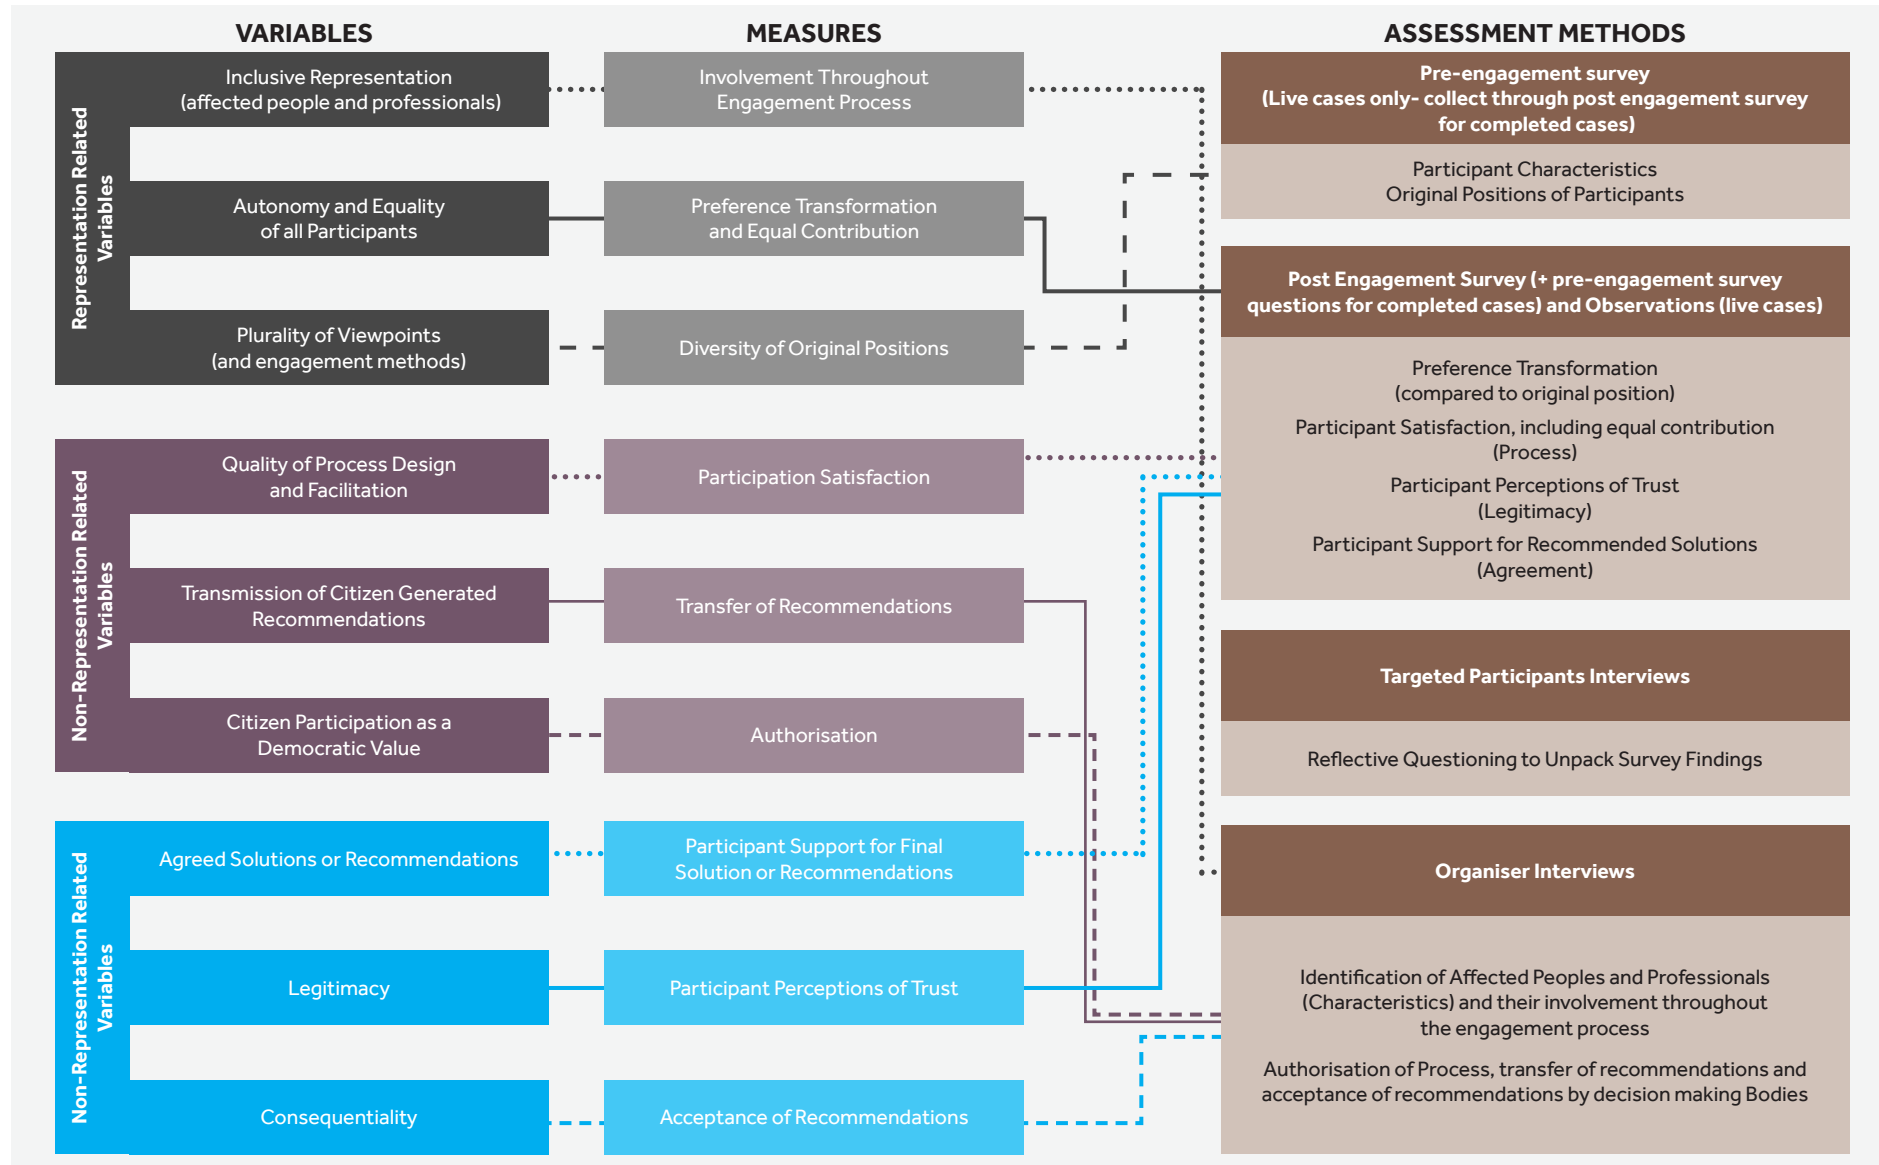 VARIABLES
MEASURES
ASSESSMENT METHODS
Representation Related
Variables
Inclusive Representation
(affected people and professionals)
Autonomy and Equality
of all Participants
Plurality of Viewpoints
(and engagement methods)
Involvement Throughout
Engagement Process
Preference Transformation
and Equal Contribution
Diversity of Original Positions
Non-Representation Related
Variables
Quality of Process Design
and Facilitation
Transmission of Citizen Generated
Recommendations
Citizen Participation as a
Democratic Value
Participation Satisfaction
Transfer of Recommendations
Authorisation
Non-Representation Related
Variables
Agreed Solutions or Recommendations
Legitimacy
Consequentiality
Participant Support for Final
Solution or Recommendations
Participant Perceptions of Trust
Acceptance of Recommendations
Pre-engagement survey
(Live cases only- collect through post engagement survey
for completed cases)
Participant Characteristics
Original Positions of Participants
Post Engagement Survey (+ pre-engagement survey
questions for completed cases) and Observations (live cases)
Preference Transformation
(compared to original position)
Participant Satisfaction, including equal contribution
(Process)
Participant Perceptions of Trust
(Legitimacy)
Participant Support for Recommended Solutions
(Agreement)
Targeted Participants Interviews
Reflective Questioning to Unpack Survey Findings
Organiser Interviews
Identification of Affected Peoples and Professionals
(Characteristics) and their involvement throughout
the engagement process
Authorisation of Process, transfer of recommendations and
acceptance of recommendations by decision making Bodies